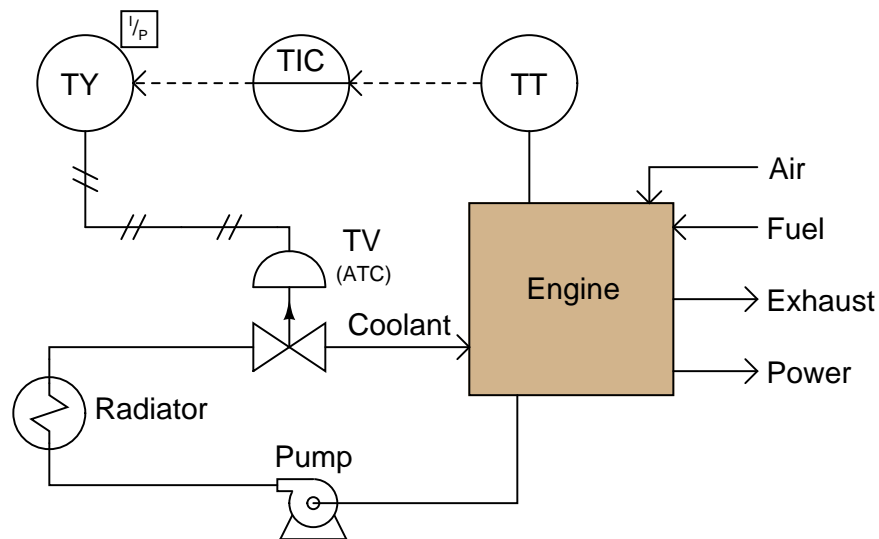 I/P
TY
TIC
TT
Air
Fuel
TV
(ATC)
Engine
Exhaust
Coolant
Power
Radiator
Pump